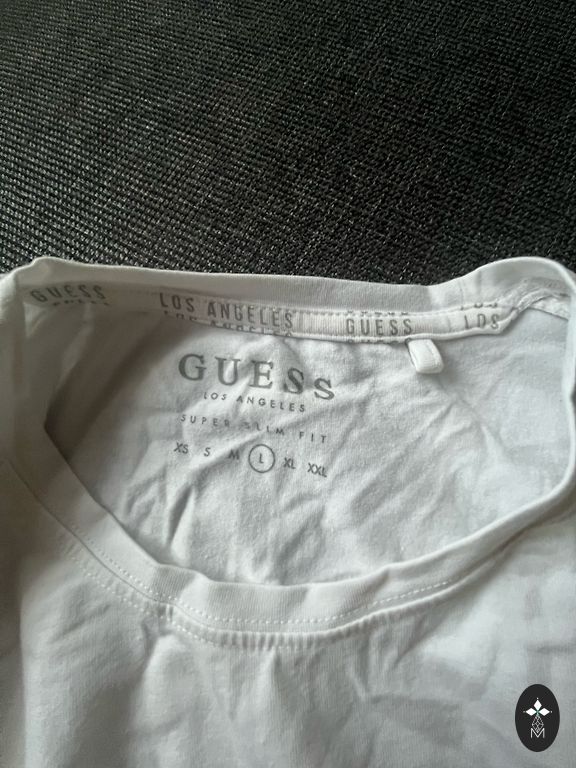 GUESS LOS ANGELES GUESS LOS
GUESS
LOS ANGELES
SUPER SLIM FIT
XS S M L XL XXL
M